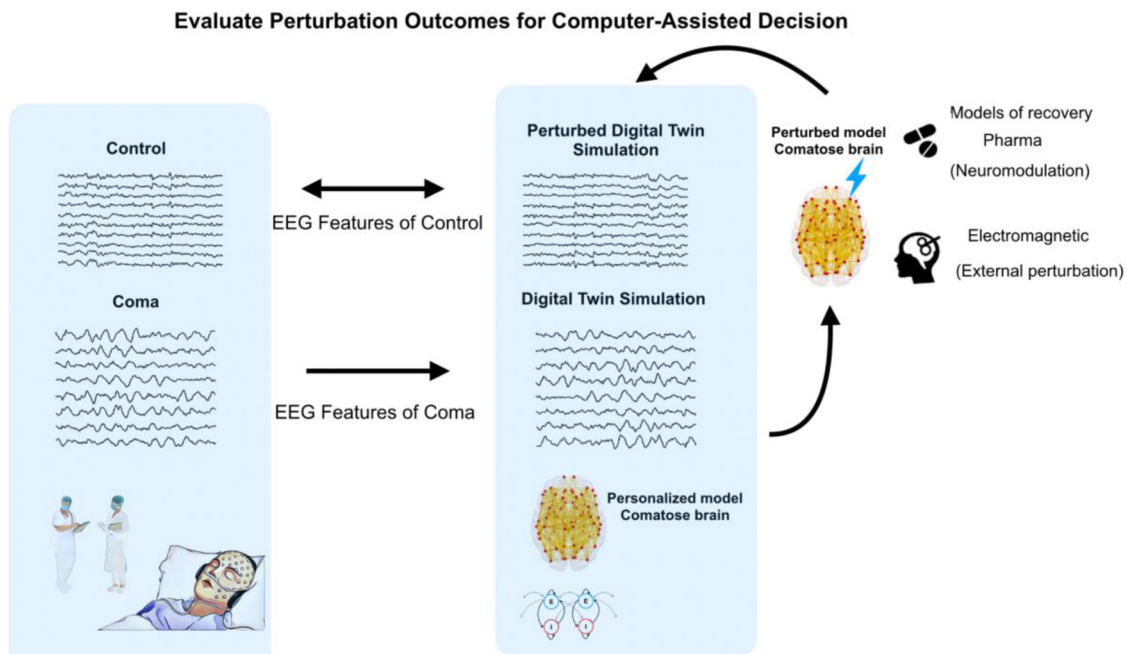 Evaluate Perturbation Outcomes for Computer-Assisted Decision
Control
EEG Features of Control
Coma
EEG Features of Coma
Perturbed Digital Twin
Simulation
Digital Twin Simulation
Personalized model
Comatose brain
E
E
I
I
Perturbed model
Comatose brain
Models of recovery
Pharma
(Neuromodulation)
Electromagnetic
(External perturbation)